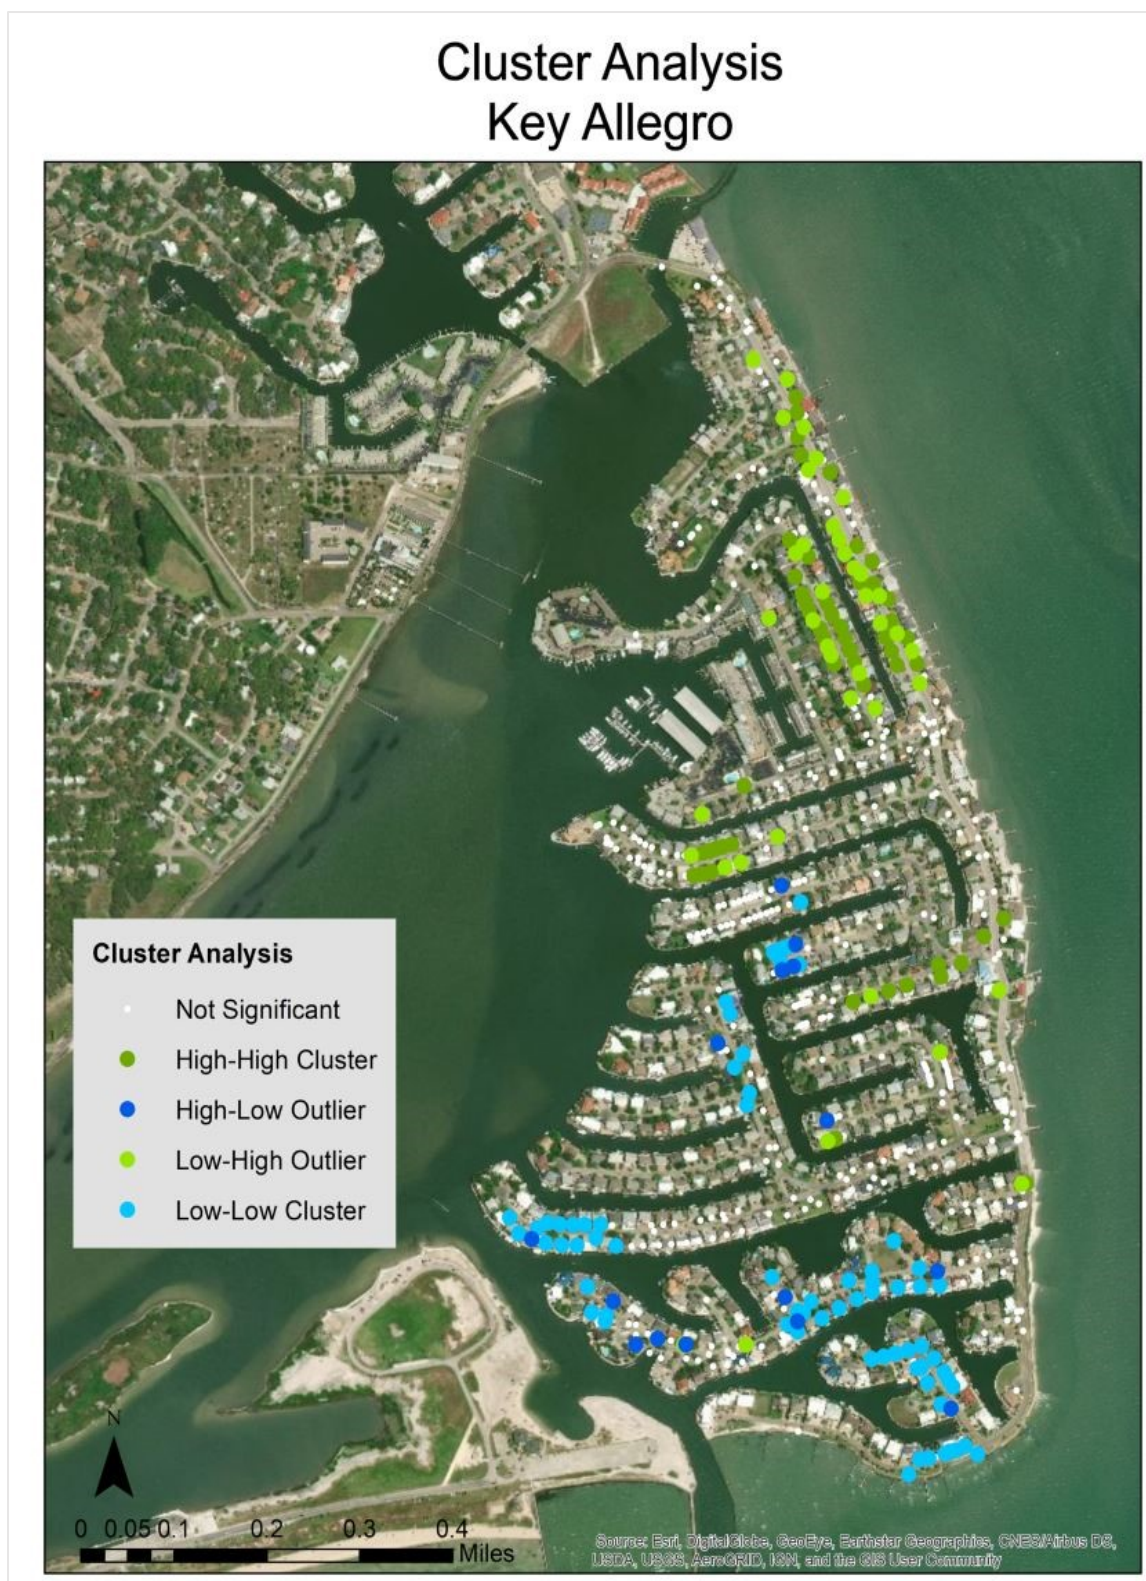 Cluster Analysis
Key Allegro
Cluster Analysis
Not Significant
High-High Cluster
High-Low Outlier
Low-High Outlier
Low-Low Cluster
N
0 0.05 0.1 0.2 0.3 0.4
Miles
Source: Esri, DigitalGlobe, GeoEye, Earthstar Geographics, CNES/Airbus DS,
USDA, USGS, AeroGRID, IGN, and the GIS User Community